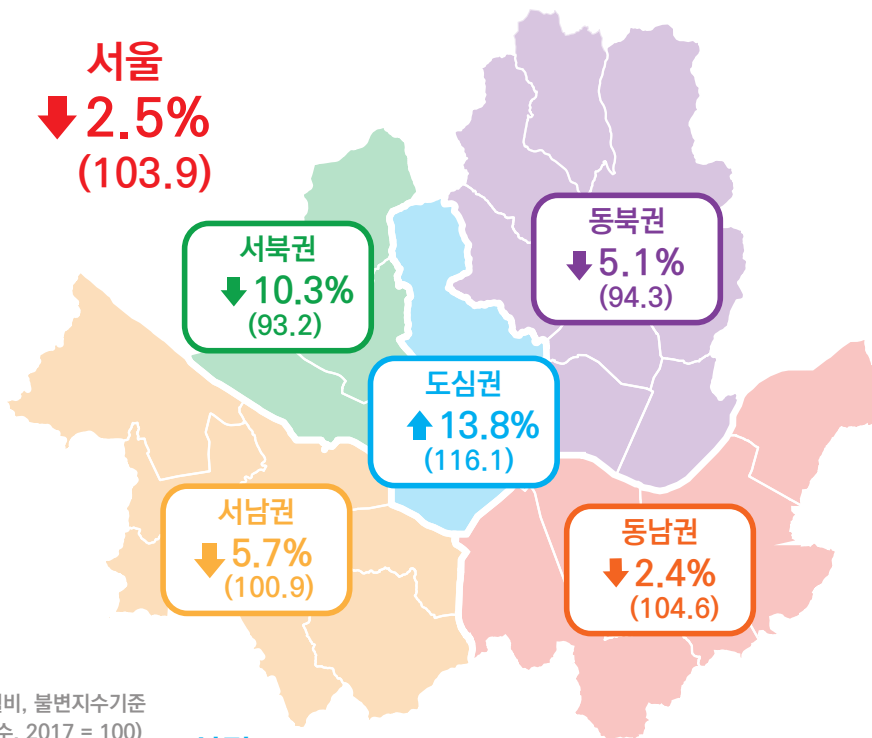 서울
↓ 2.5%
(103.9)
동북권
↓ 5.1%
(94.3)
서북권
↓ 10.3%
(93.2)
도심권
↑ 13.8%
(116.1)
서남권
↓ 5.7%
(100.9)
동남권
↓ 2.4%
(104.6)
불변지수기준
2017 = 100)